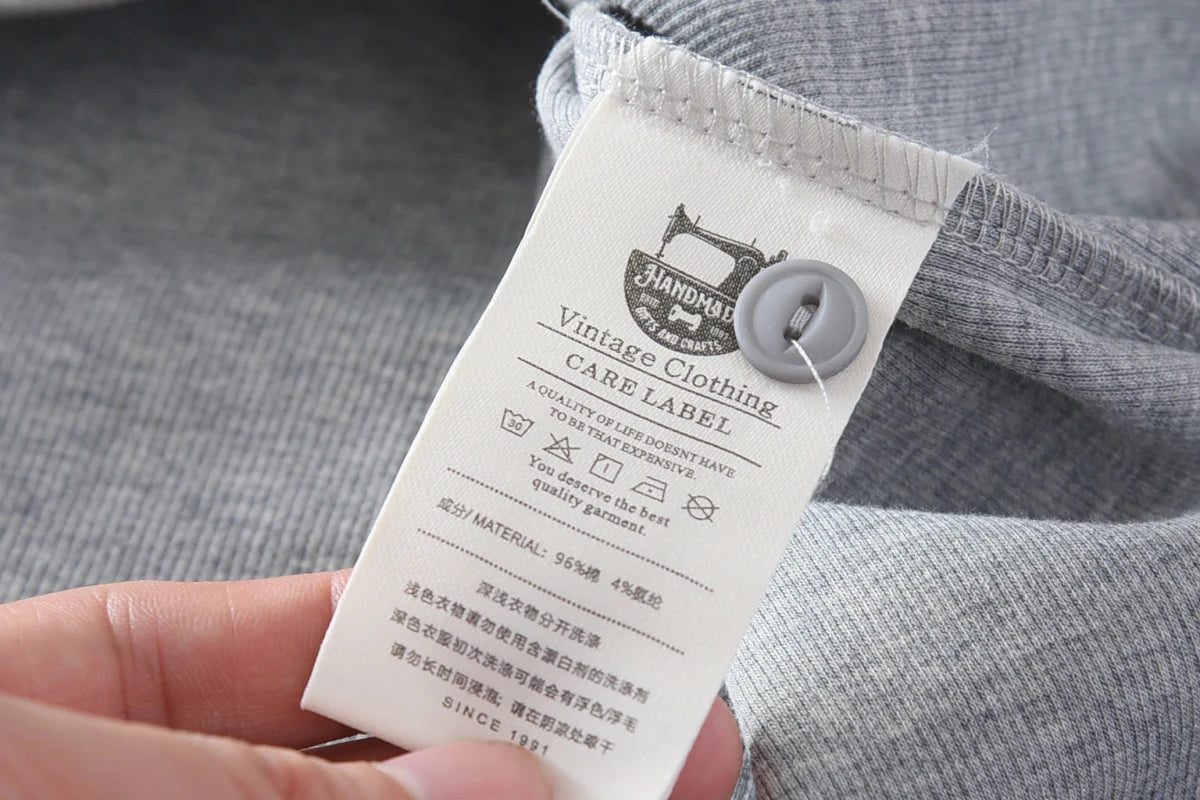 HANDMAD
ARTS AND CRAFTS
Vintage Clothing
CARE LABEL
A QUALITY OF LIFE DOESNT HAVE
TO BE THAT EXPENSIVE.
30
You deserve the best
quality garment.
成分/ MATERIAL: 96%棉 4%氨纶
深浅衣物分开洗涤
浅色衣物请勿使用含漂白剂的洗涤剂
深色衣服初次洗涤可能会有浮色/浮毛
请勿长时间浸泡; 请在阴凉处晾干
SINCE 1991